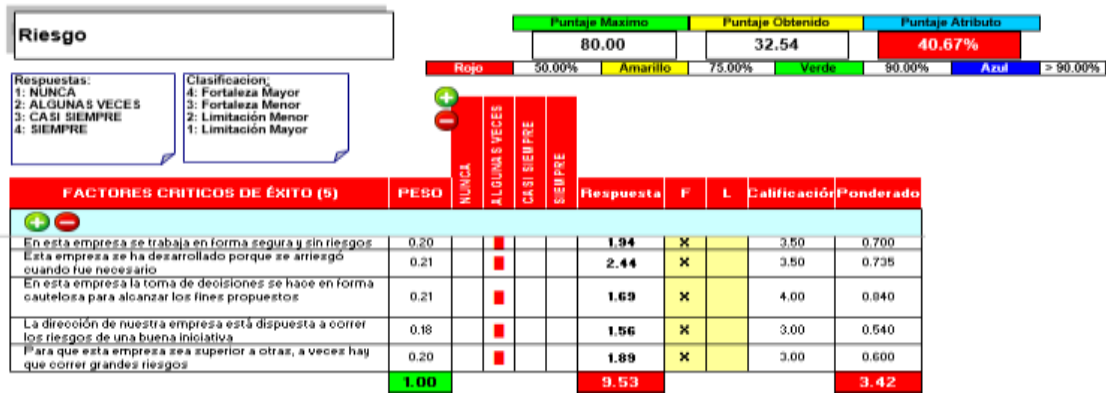 Riesgo
Puntaje Maximo Puntaje Obtenido Puntaje Atributo
80.00 32.54 40.67%
Rojo 50.00% Amarillo 75.00% Verde 90.00% Azul > 90.00%
Respuestas:
1: NUNCA
2: ALGUNAS VECES
3: CASI SIEMPRE
4: SIEMPRE
Clasificacion:
4: Fortaleza Mayor
3: Fortaleza Menor
2: Limitación Menor
1: Limitación Mayor
FACTORES CRITICOS DE ÉXITO (5) PESO NUNCA ALGUNAS VECES CASI SIEMPRE SIEMPRE Respuesta F L Calificación Ponderado
En esta empresa se trabaja en forma segura y sin riesgos 0.20 1.94 X 3.50 0.700
Esta empresa se ha desarrollado porque se arriesgó
cuando fue necesario 0.21 2.44 X 3.50 0.735
En esta empresa la toma de decisiones se hace en forma
cautelosa para alcanzar los fines propuestos 0.21 1.69 X 4.00 0.840
La dirección de nuestra empresa está dispuesta a correr
los riesgos de una buena iniciativa 0.18 1.56 X 3.00 0.540
Para que esta empresa sea superior a otras, a veces hay
que correr grandes riesgos 0.20 1.89 X 3.00 0.600
1.00 9.53 3.42